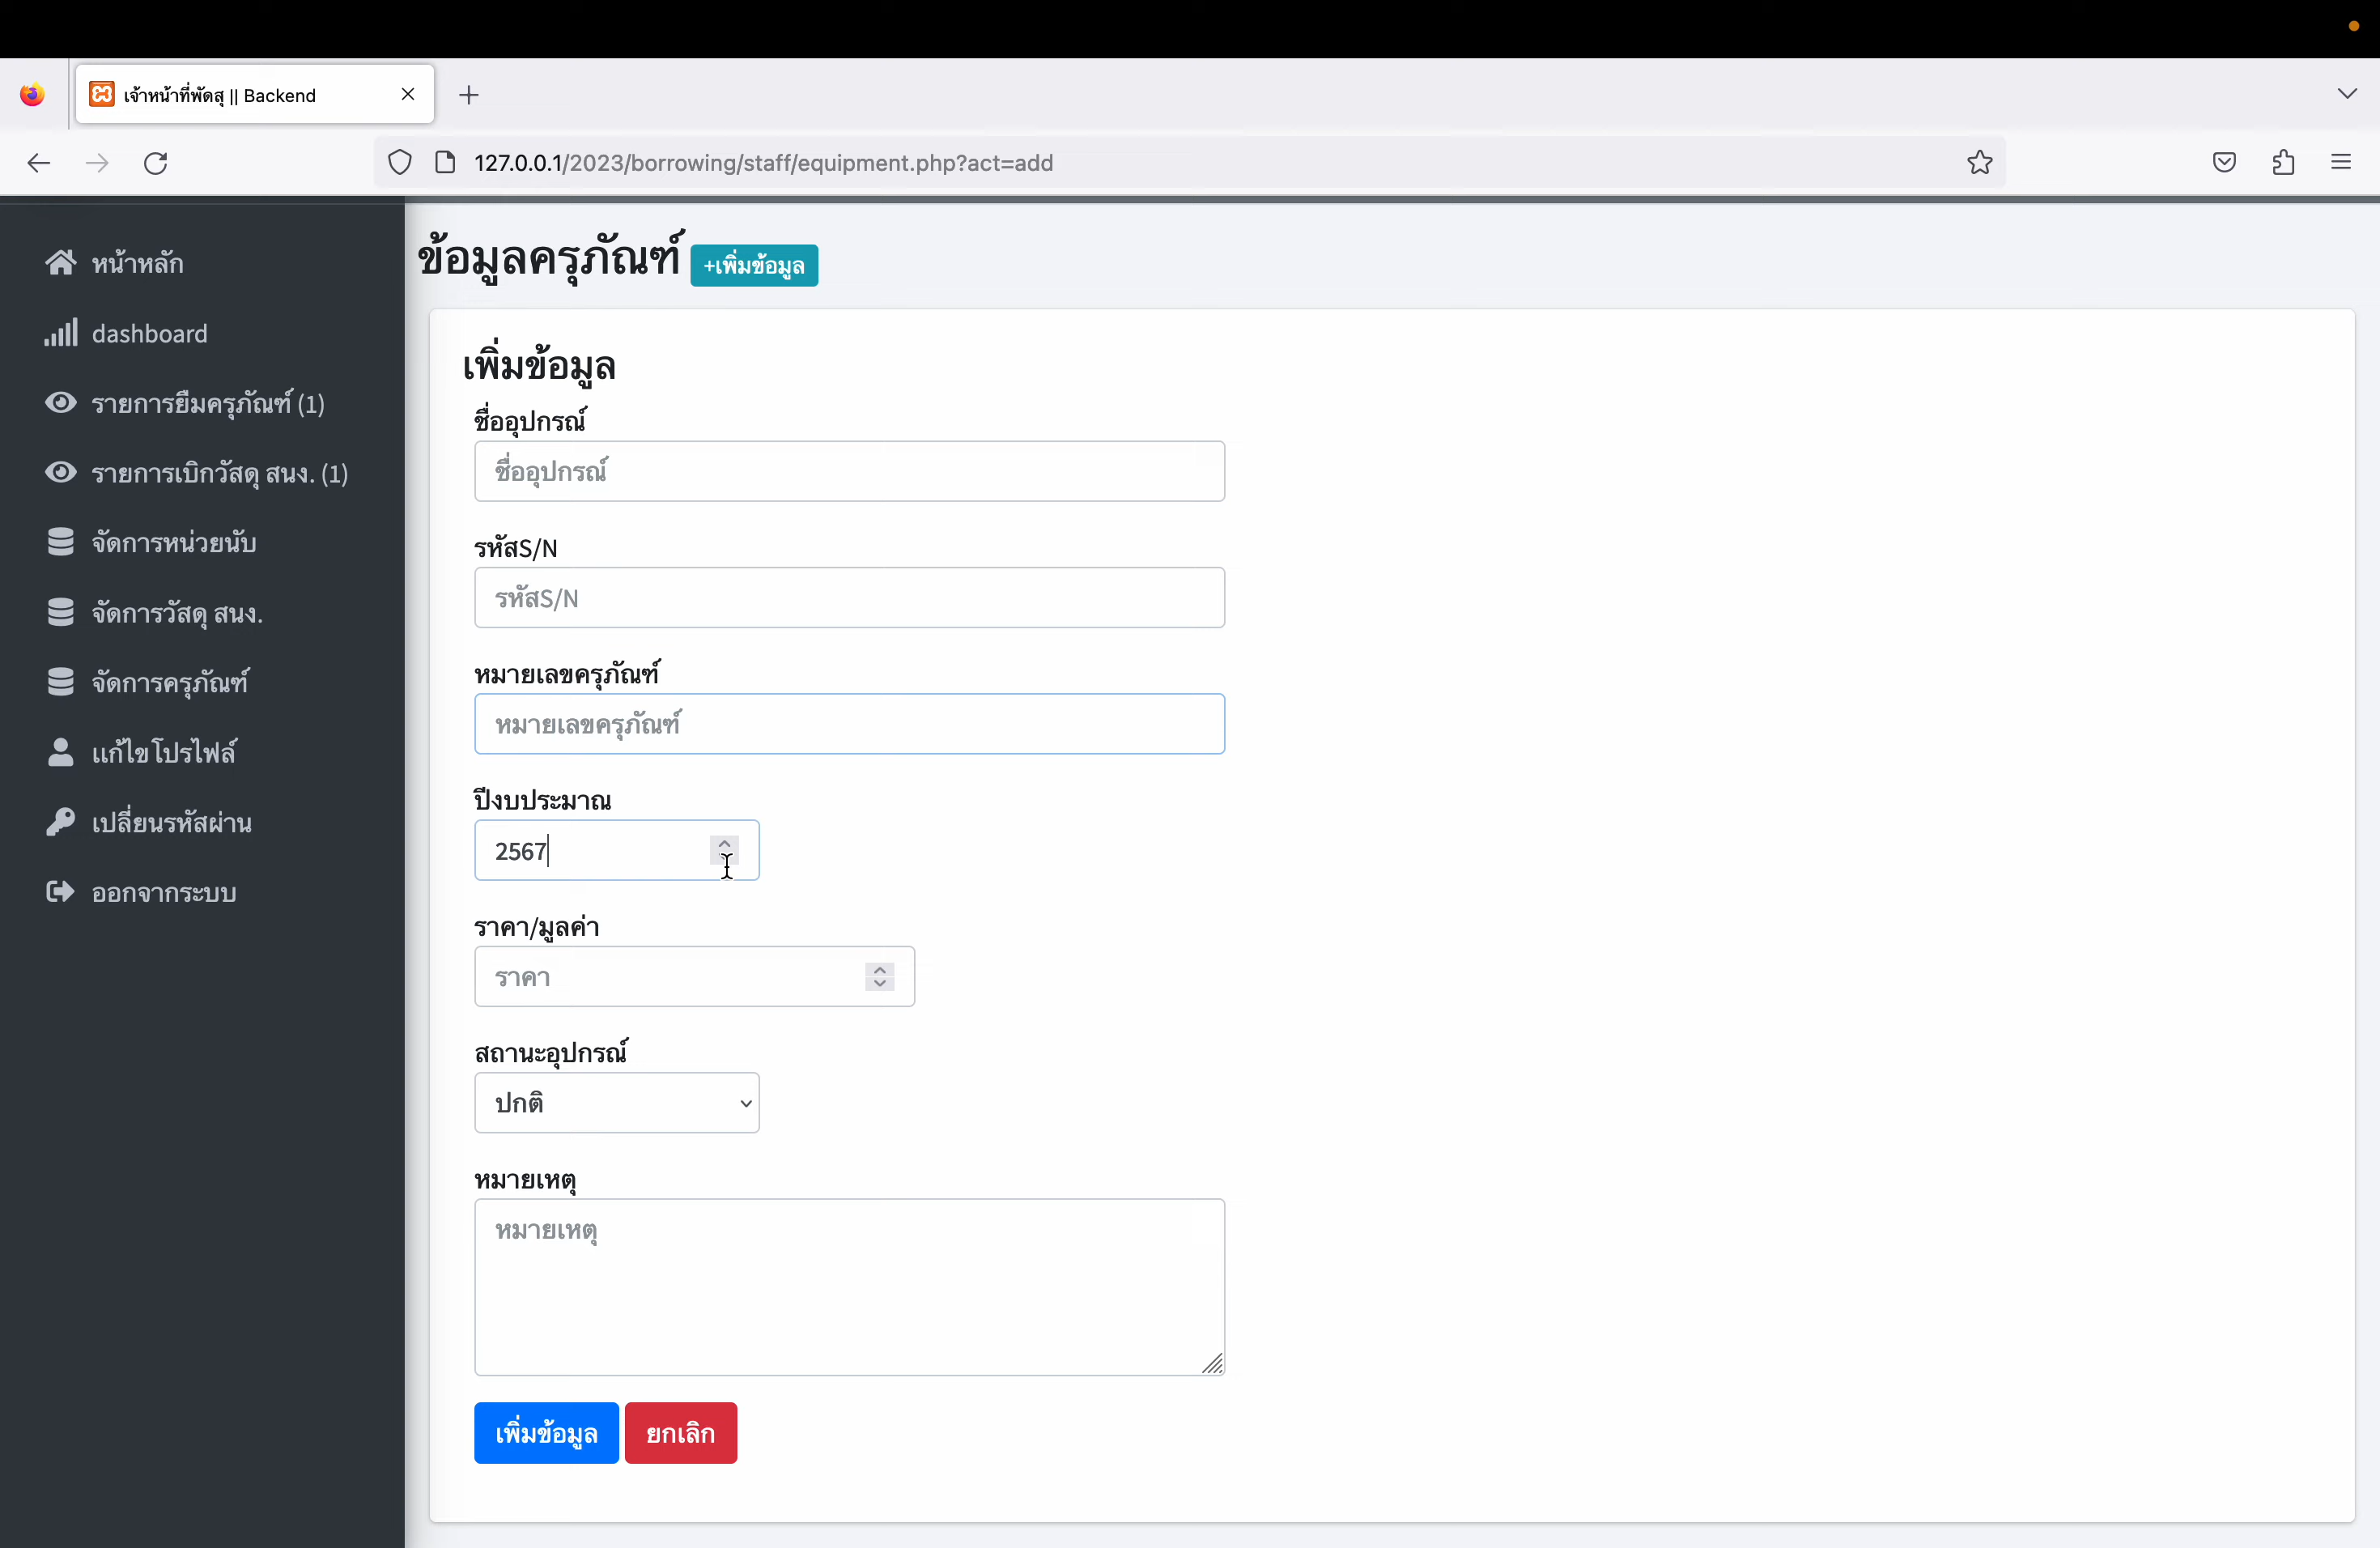 เจ้าหน้าที่พัดสุ || Backend
127.0.0.1/2023/borrowing/staff/equipment.php?act=add
หน้าหลัก
dashboard
รายการยืมครุภัณฑ์ (1)
รายการเบิกวัสดุ สนง. (1)
จัดการหน่วยนับ
จัดการวัสดุ สนง.
จัดการครุภัณฑ์
แก้ไขโปรไฟล์
เปลี่ยนรหัสผ่าน
ออกจากระบบ
ข้อมูลครุภัณฑ์ +เพิ่มข้อมูล
เพิ่มข้อมูล
ชื่ออุปกรณ์
ชื่ออุปกรณ์
รหัสS/N
รหัสS/N
หมายเลขครุภัณฑ์
หมายเลขครุภัณฑ์
ปีงบประมาณ
2567
ราคา/มูลค่า
ราคา
สถานะอุปกรณ์
ปกติ
หมายเหตุ
หมายเหตุ
เพิ่มข้อมูล ยกเลิก